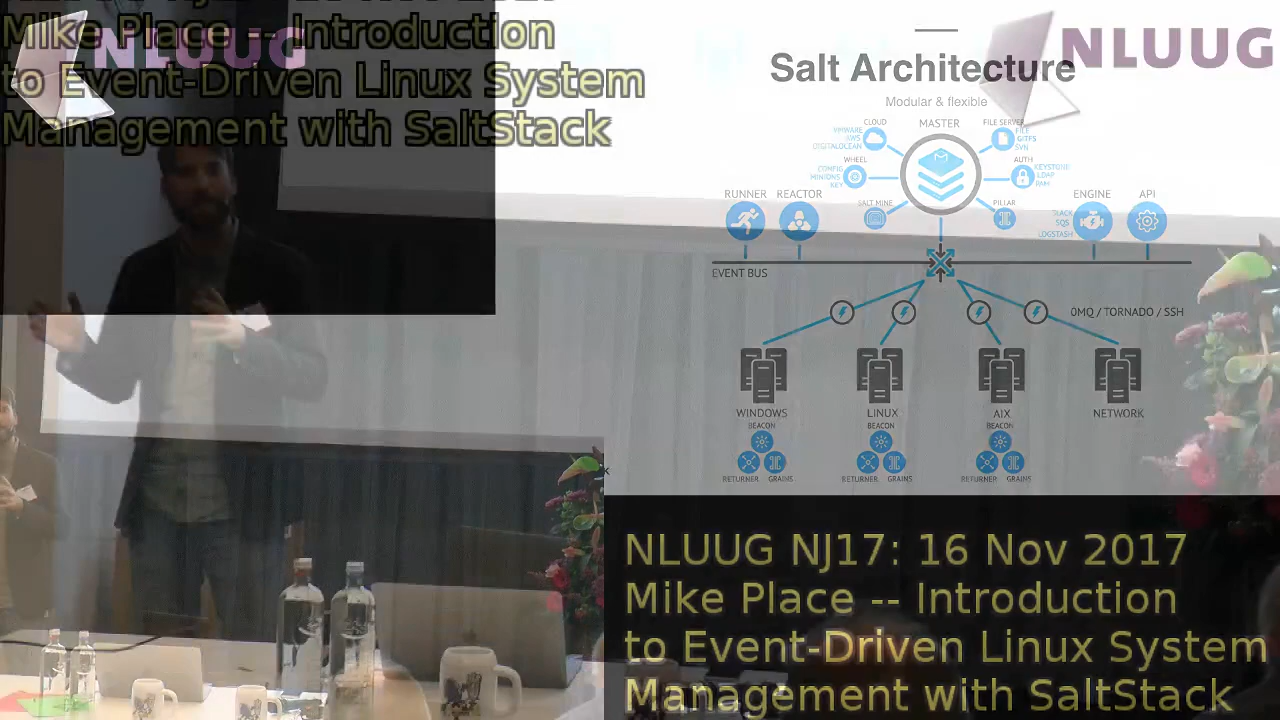 Mike Place -- Introduction
to Event-Driven Linux System
Management with SaltStack
NLUUG
NLUUG
Salt Architecture
Modular & flexible
CLOUD
MASTER
FILE SERVER
VMWARE
AWS
DIGITALOCEAN
FILE
GITFS
SVN
WHEEL
AUTH
CONFIG
MINIONS
KEY
KEYSTONE
LDAP
PAM
RUNNER
REACTOR
SALT MINE
PILLAR
ENGINE
API
SLACK
SQS
LOGSTASH
EVENT BUS
0MQ / TORNADO / SSH
WINDOWS
LINUX
AIX
NETWORK
BEACON
BEACON
BEACON
RETURNER
GRAINS
RETURNER
GRAINS
RETURNER
GRAINS
NLUUG NJ17: 16 Nov 2017
Mike Place -- Introduction
to Event-Driven Linux System
Management with SaltStack